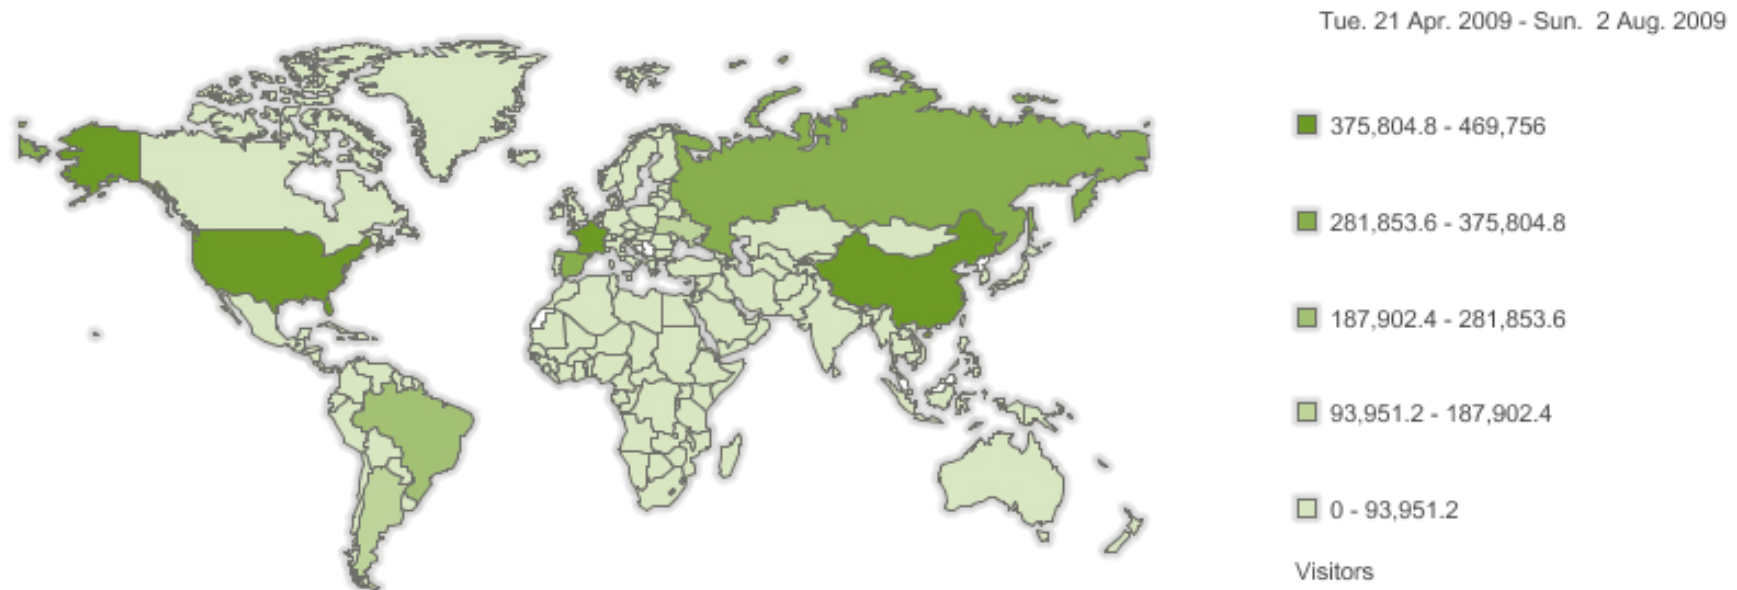 Tue. 21 Apr. 2009 - Sun.  2 Aug. 2009
375,804.8 - 469,756
281,853.6 - 375,804.8
187,902.4 - 281,853.6
93,951.2 - 187,902.4
0 - 93,951.2
Visitors